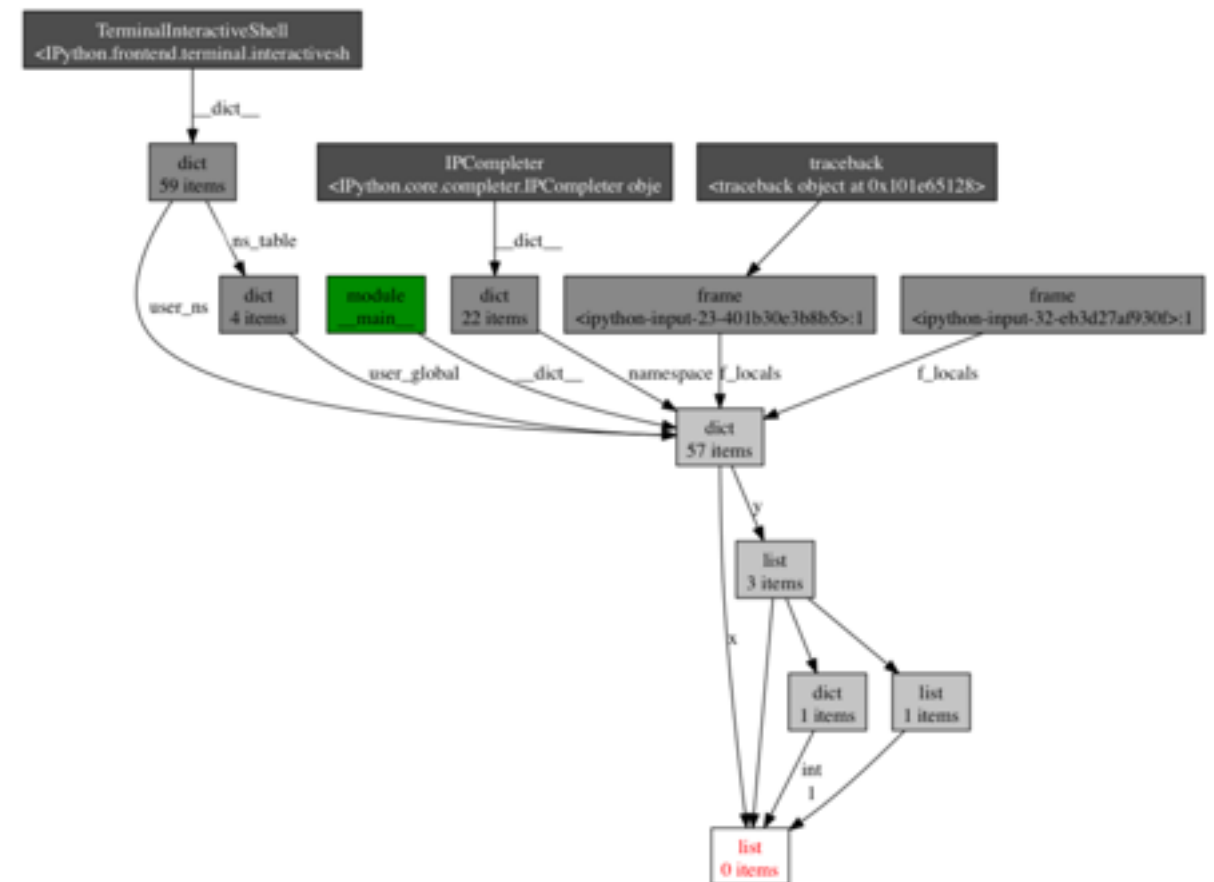 TerminalInteractiveShell
<IPython.frontend.terminal.interactivesh
__dict__
dict
59 items
IPCompleter
<IPython.core.completer.IPCompleter obje
traceback
<traceback object at 0x101e65128>
ns_table
__dict__
user_ns
dict
4 items
module
__main__
dict
22 items
frame
<ipython-input-23-401b30e3b8b5>:1
frame
<ipython-input-32-eb3d27af930f>:1
user_global
__dict__
namespace
f_locals
f_locals
dict
57 items
y
list
3 items
x
dict
1 items
list
1 items
int
1
list
0 items